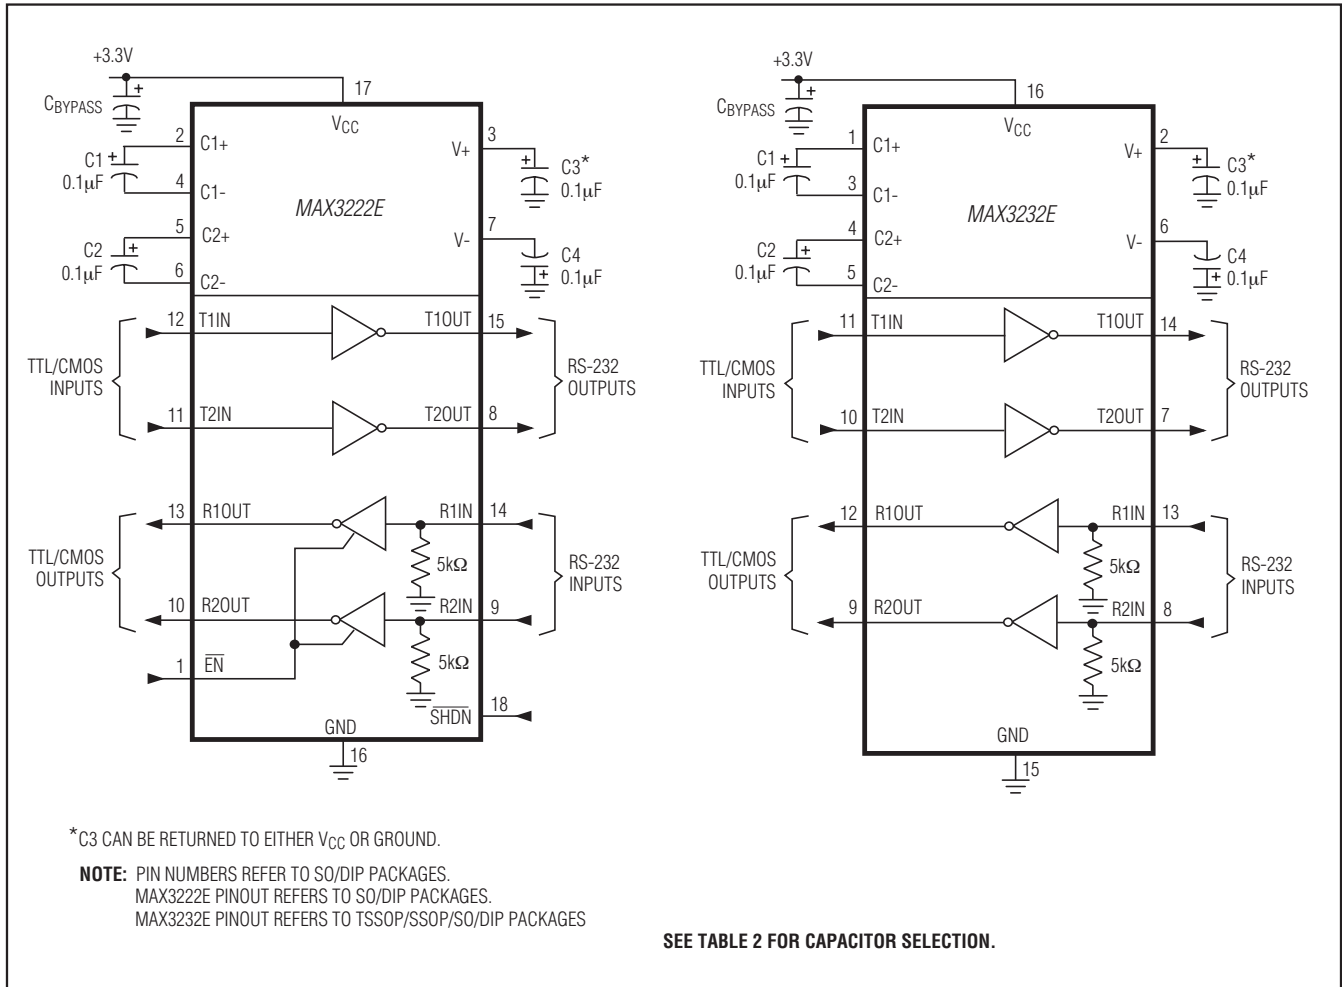 +3.3V
CBYPASS
17
VCC
2
C1+
C1
0.1µF
4
C1-
5
C2+
C2
0.1µF
6
C2-
MAX3222E
3
V+
C3*
0.1µF
7
V-
C4
0.1µF
12
T1IN
T1OUT
15
TTL/CMOS
INPUTS
RS-232
OUTPUTS
11
T2IN
T2OUT
8
13
R1OUT
R1IN
14
TTL/CMOS
OUTPUTS
5kΩ
RS-232
INPUTS
10
R2OUT
R2IN
9
1
EN
5kΩ
SHDN
18
GND
16
+3.3V
CBYPASS
16
VCC
1
C1+
C1
0.1µF
3
C1-
4
C2+
C2
0.1µF
5
C2-
MAX3232E
2
V+
C3*
0.1µF
6
V-
C4
0.1µF
11
T1IN
T1OUT
14
TTL/CMOS
INPUTS
RS-232
OUTPUTS
10
T2IN
T2OUT
7
12
R1OUT
R1IN
13
TTL/CMOS
OUTPUTS
5kΩ
RS-232
INPUTS
9
R2OUT
R2IN
8
5kΩ
GND
15
*C3 CAN BE RETURNED TO EITHER VCC OR GROUND.
NOTE: PIN NUMBERS REFER TO SO/DIP PACKAGES.
MAX3222E PINOUT REFERS TO SO/DIP PACKAGES.
MAX3232E PINOUT REFERS TO TSSOP/SSOP/SO/DIP PACKAGES
SEE TABLE 2 FOR CAPACITOR SELECTION.